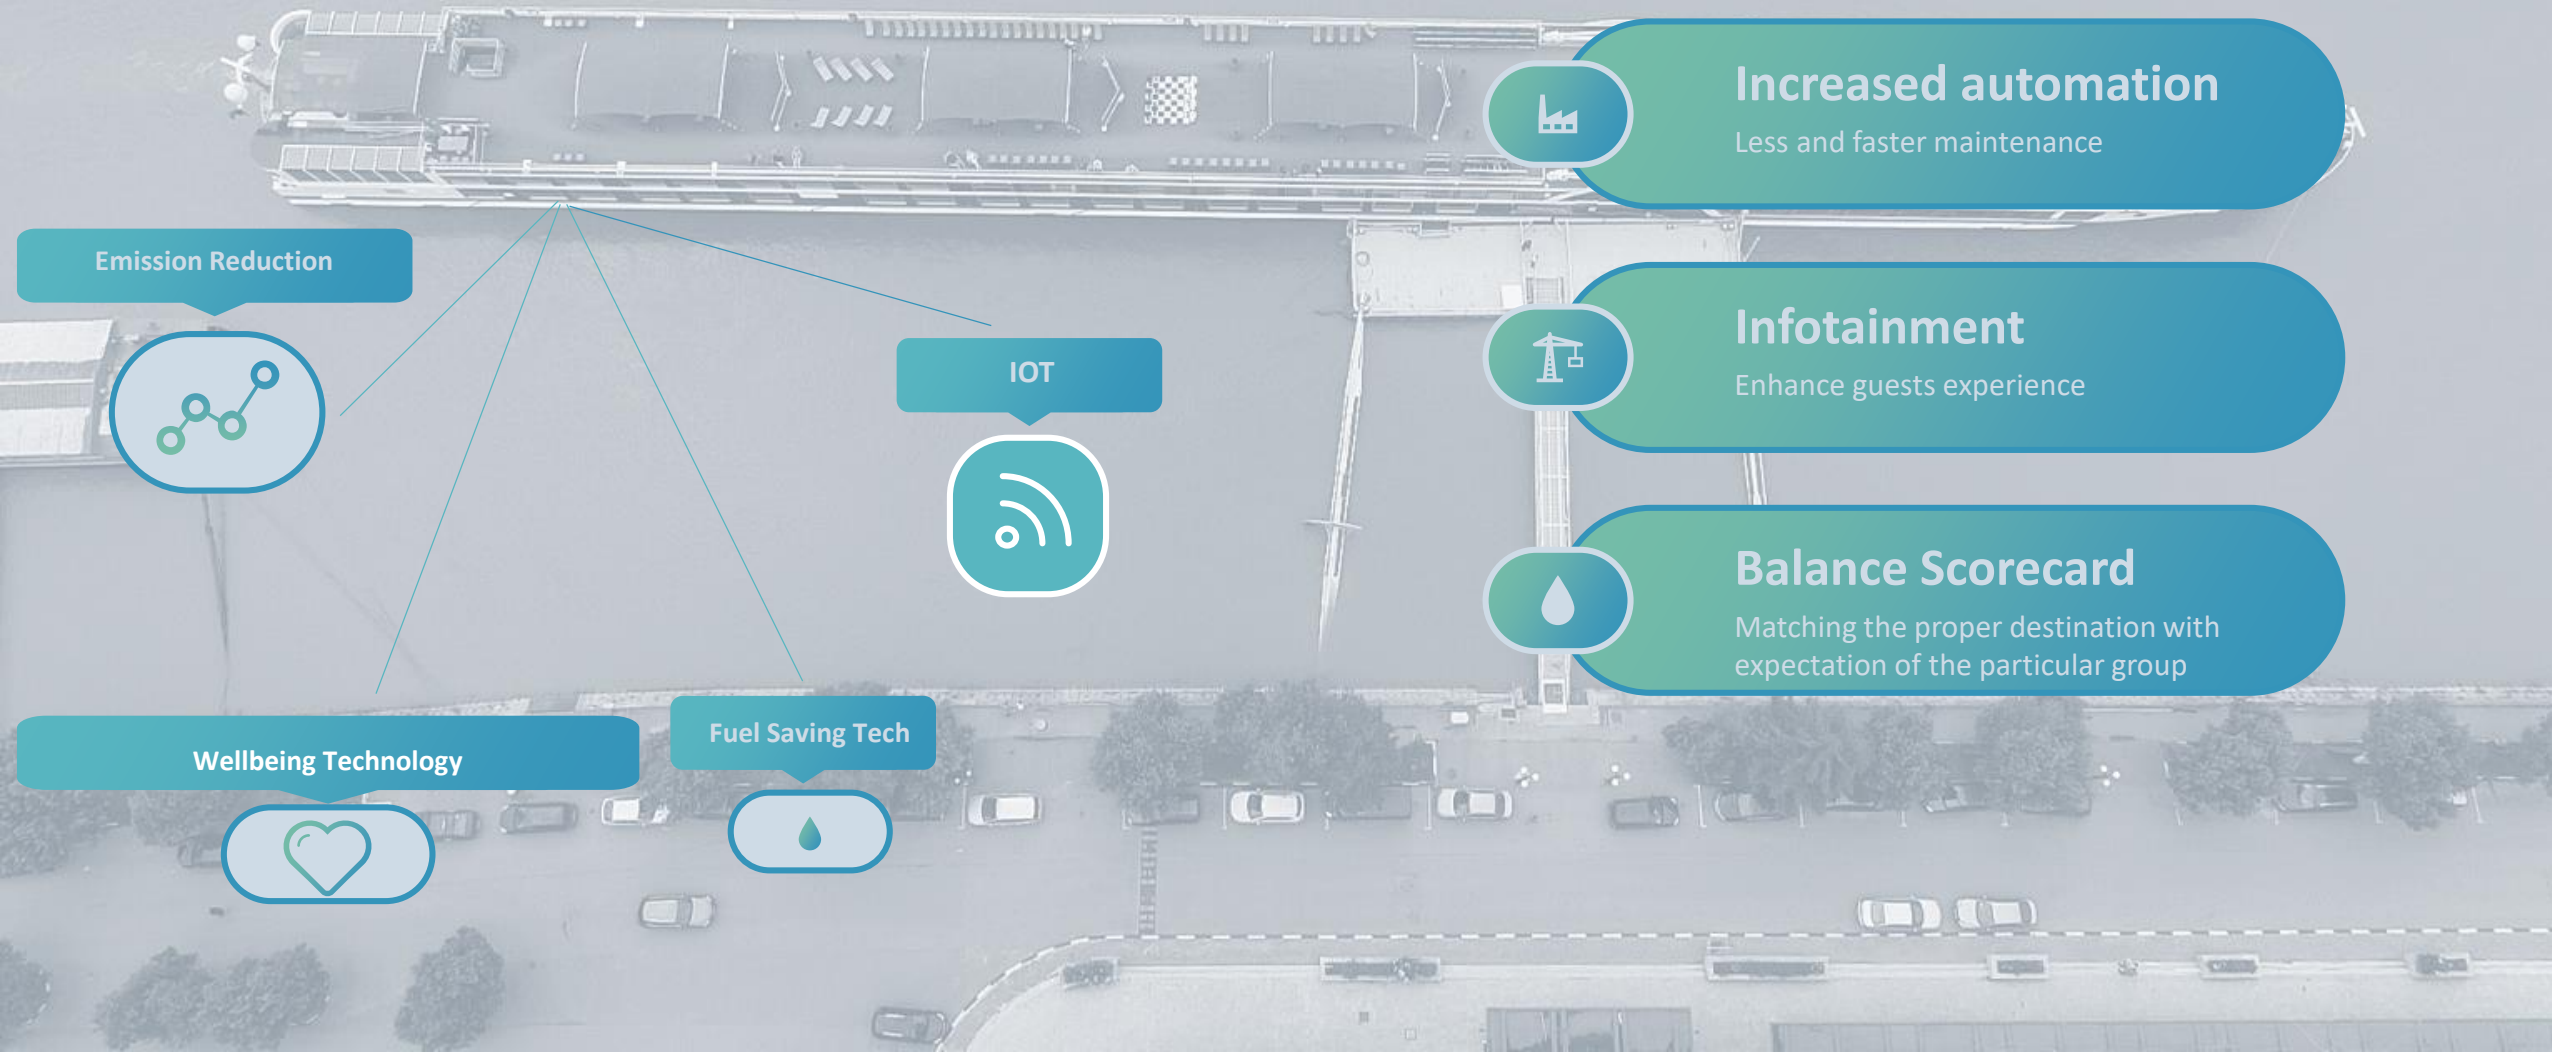 Increased automation
Less and faster maintenance
Emission Reduction
Infotainment
Enhance guests experience
IOT
Balance Scorecard
Matching the proper destination with
expectation of the particular group
Fuel Saving Tech
Wellbeing Technology